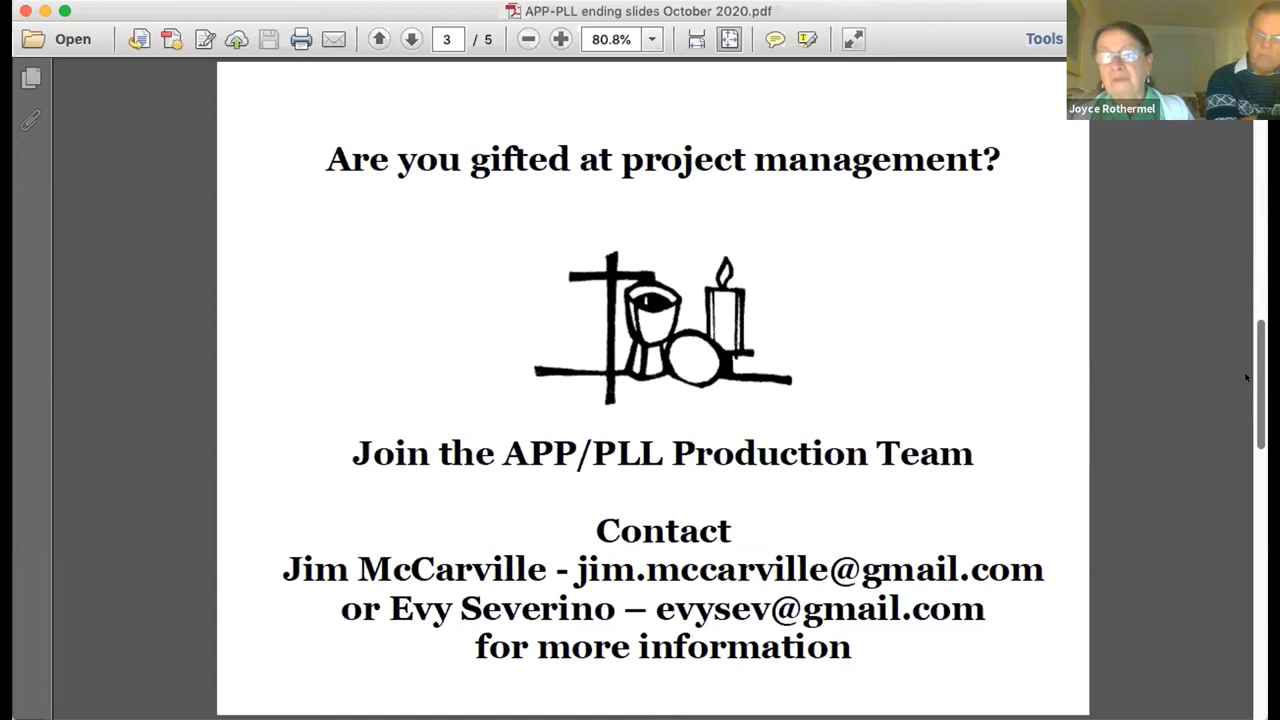 APP-PLL ending slides October 2020.pdf
Open
3 / 5
80.8%
Tools
Joyce Rothermel
Are you gifted at project management?
Join the APP/PLL Production Team
Contact
Jim McCarville - jim.mccarville@gmail.com
or Evy Severino – evysev@gmail.com
for more information